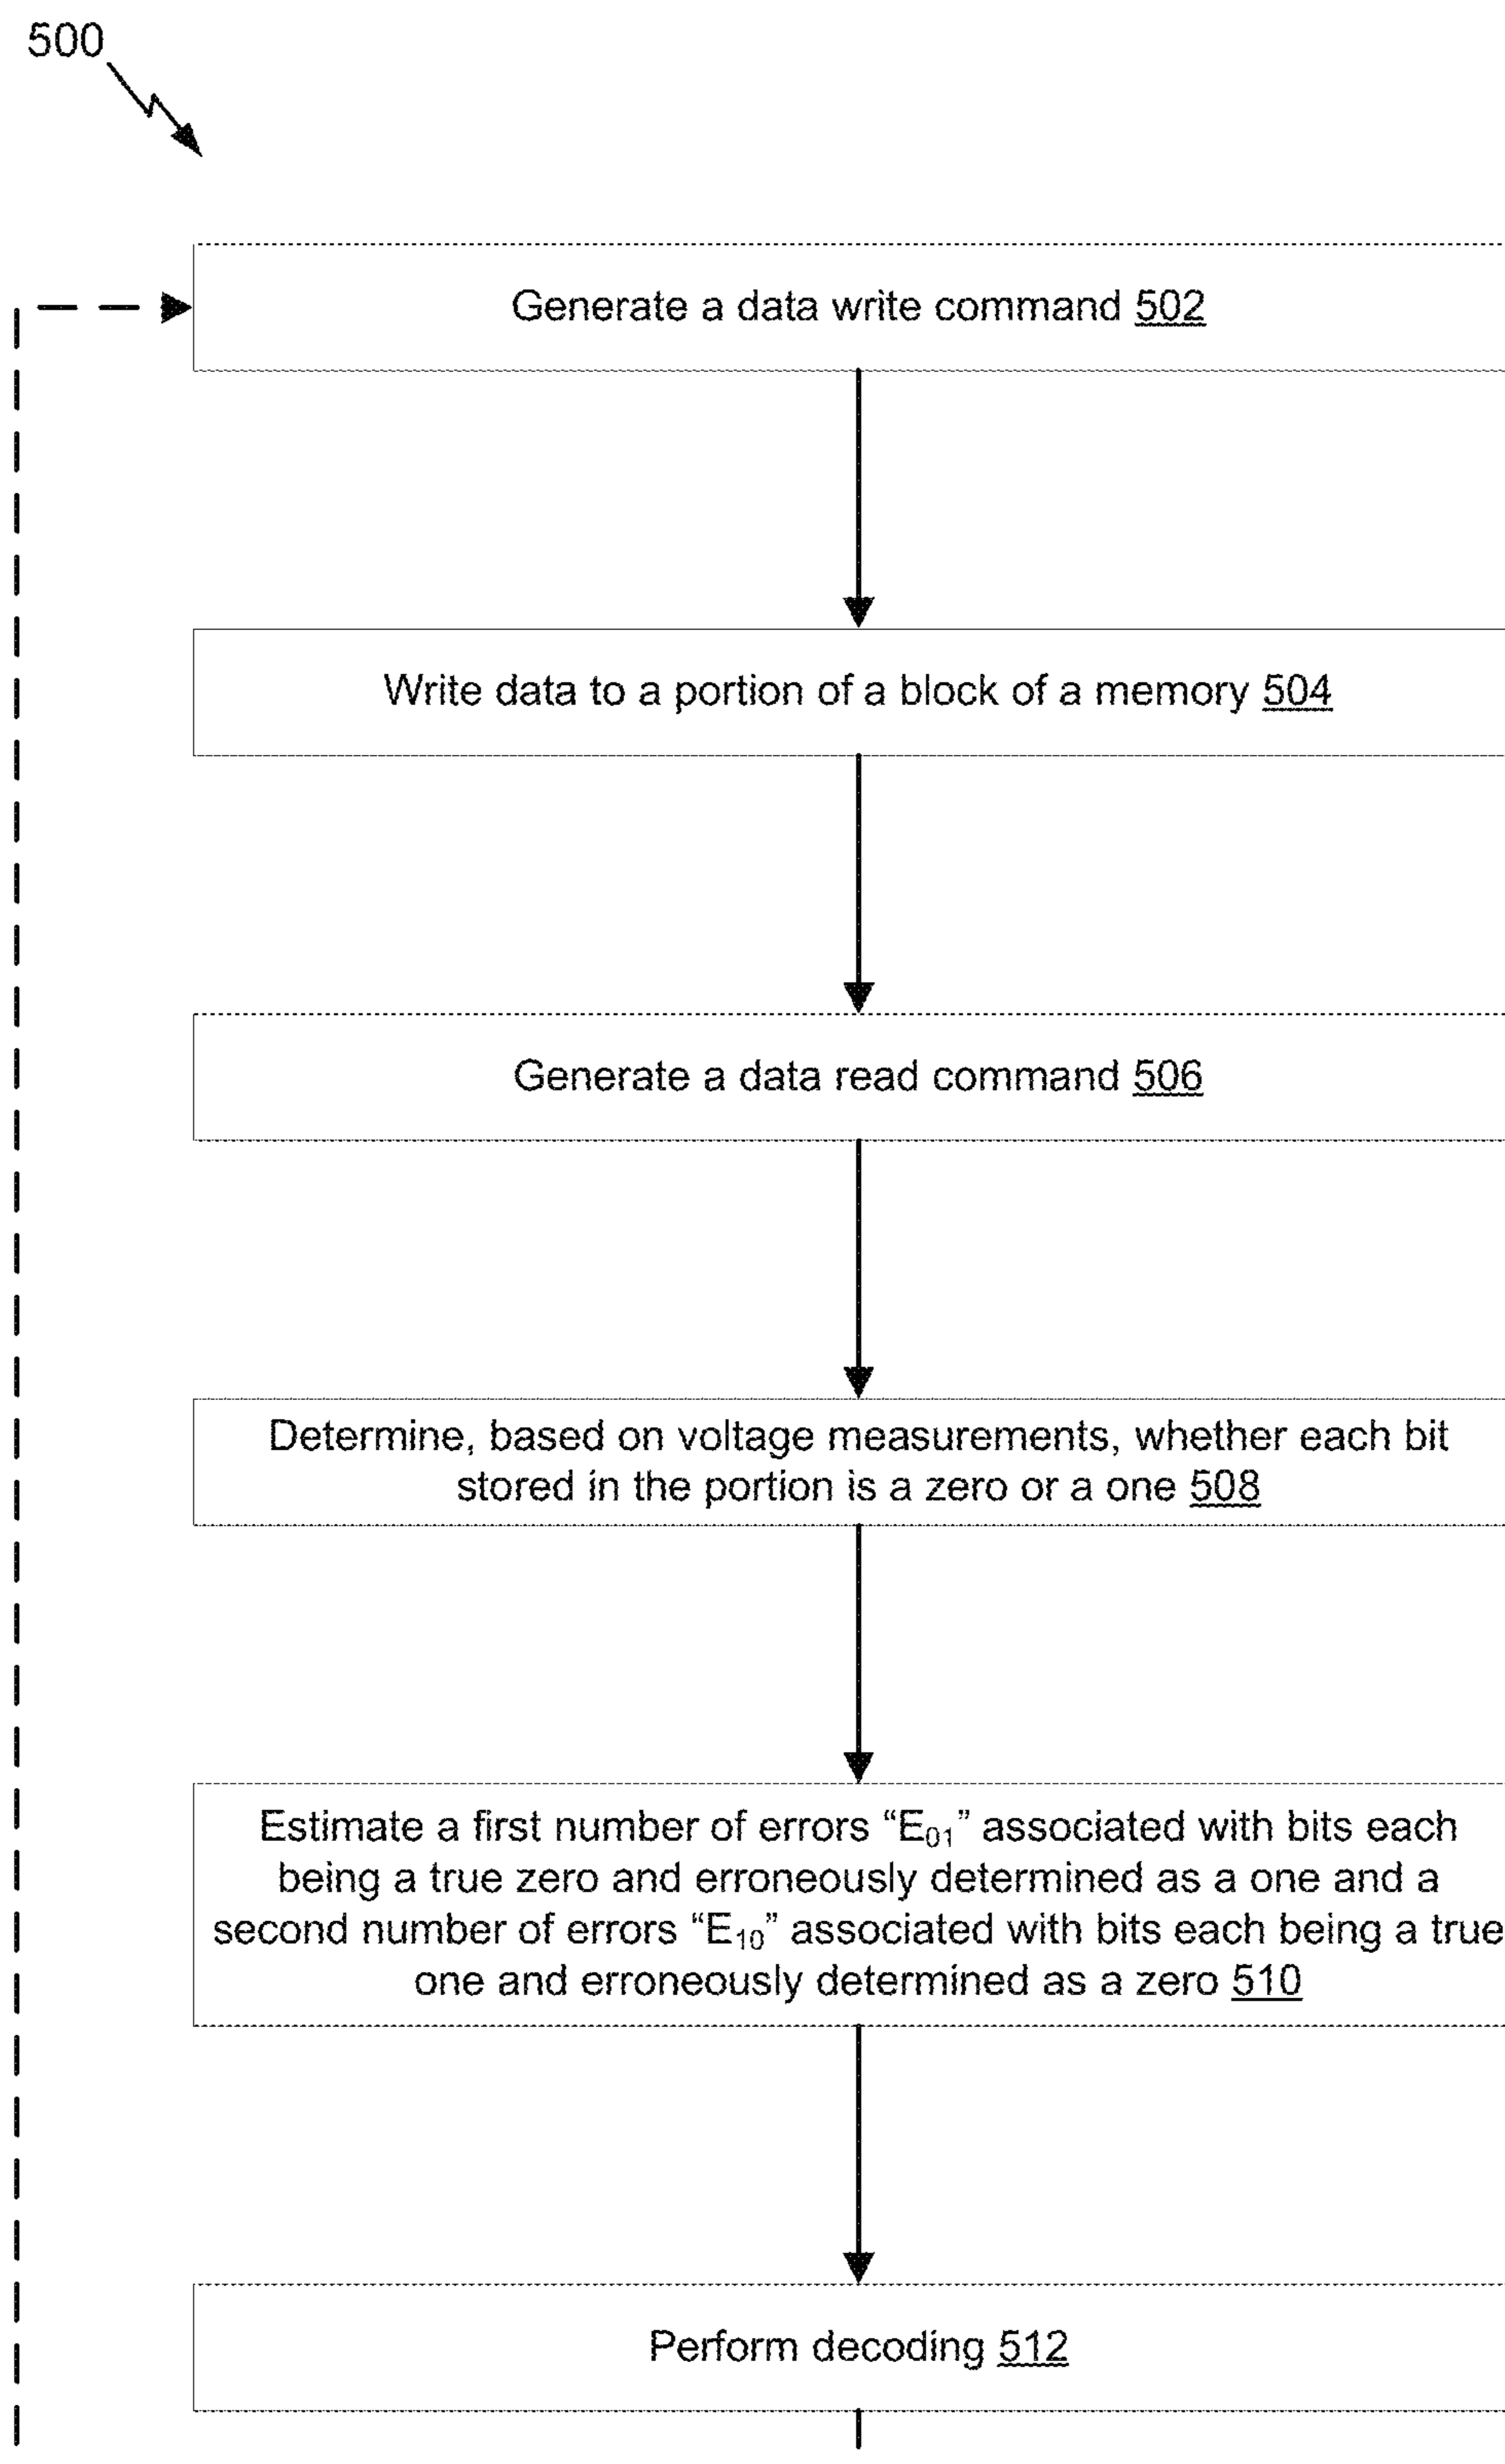 500
Generate a data write command 502
Write data to a portion of a block of a memory 504
Generate a data read command 506
Determine, based on voltage measurements, whether each bit
stored in the portion is a zero or a one 508
Estimate a first number of errors “E₀₁” associated with bits each
being a true zero and erroneously determined as a one and a
second number of errors “E₁₀” associated with bits each being a true
one and erroneously determined as a zero 510
Perform decoding 512